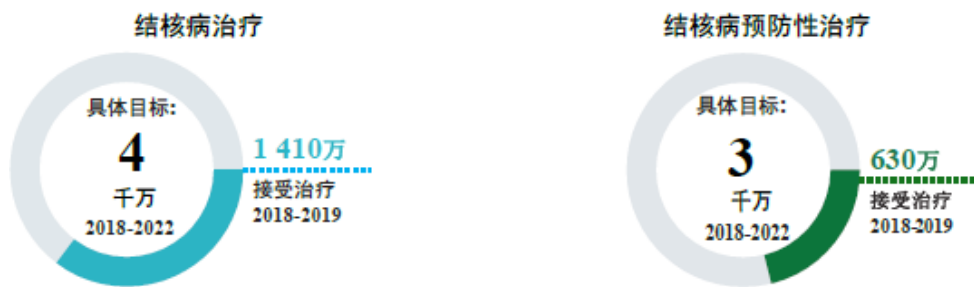 结核病治疗
具体目标:
4
千万
2018-2022
1 410万
接受治疗
2018-2019
结核病预防性治疗
具体目标:
3
千万
2018-2022
630万
接受治疗
2018-2019